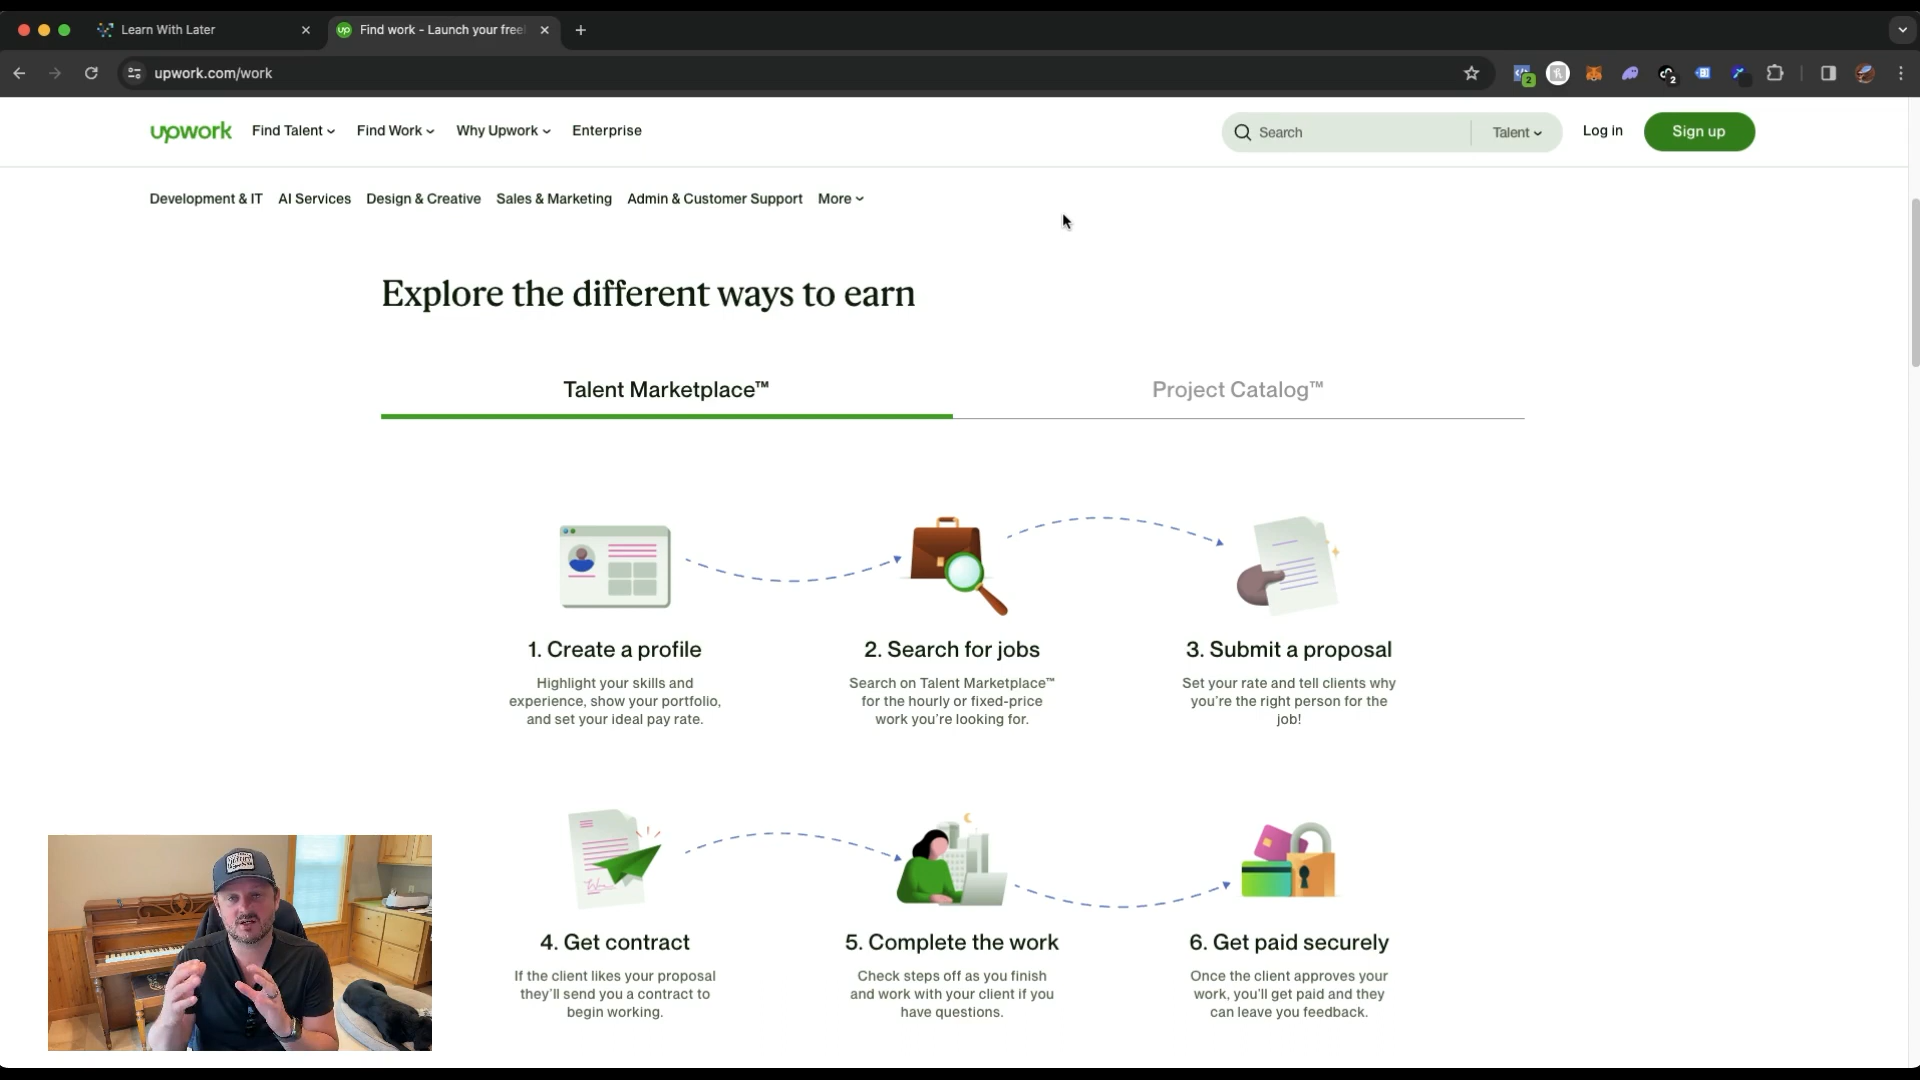 Learn With Later
Find work - Launch your free
upwork.com/work
2
2
upwork
Find Talent
Find Work
Why Upwork
Enterprise
Search
Talent
Log in
Sign up
Development & IT
AI Services
Design & Creative
Sales & Marketing
Admin & Customer Support
More
Explore the different ways to earn
Talent Marketplace™
Project Catalog™
1. Create a profile
Highlight your skills and
experience, show your portfolio,
and set your ideal pay rate.
2. Search for jobs
Search on Talent Marketplace™
for the hourly or fixed-price
work you're looking for.
3. Submit a proposal
Set your rate and tell clients why
you're the right person for the
job!
4. Get contract
If the client likes your proposal
they'll send you a contract to
begin working.
5. Complete the work
Check steps off as you finish
and work with your client if you
have questions.
6. Get paid securely
Once the client approves your
work, you'll get paid and they
can leave you feedback.